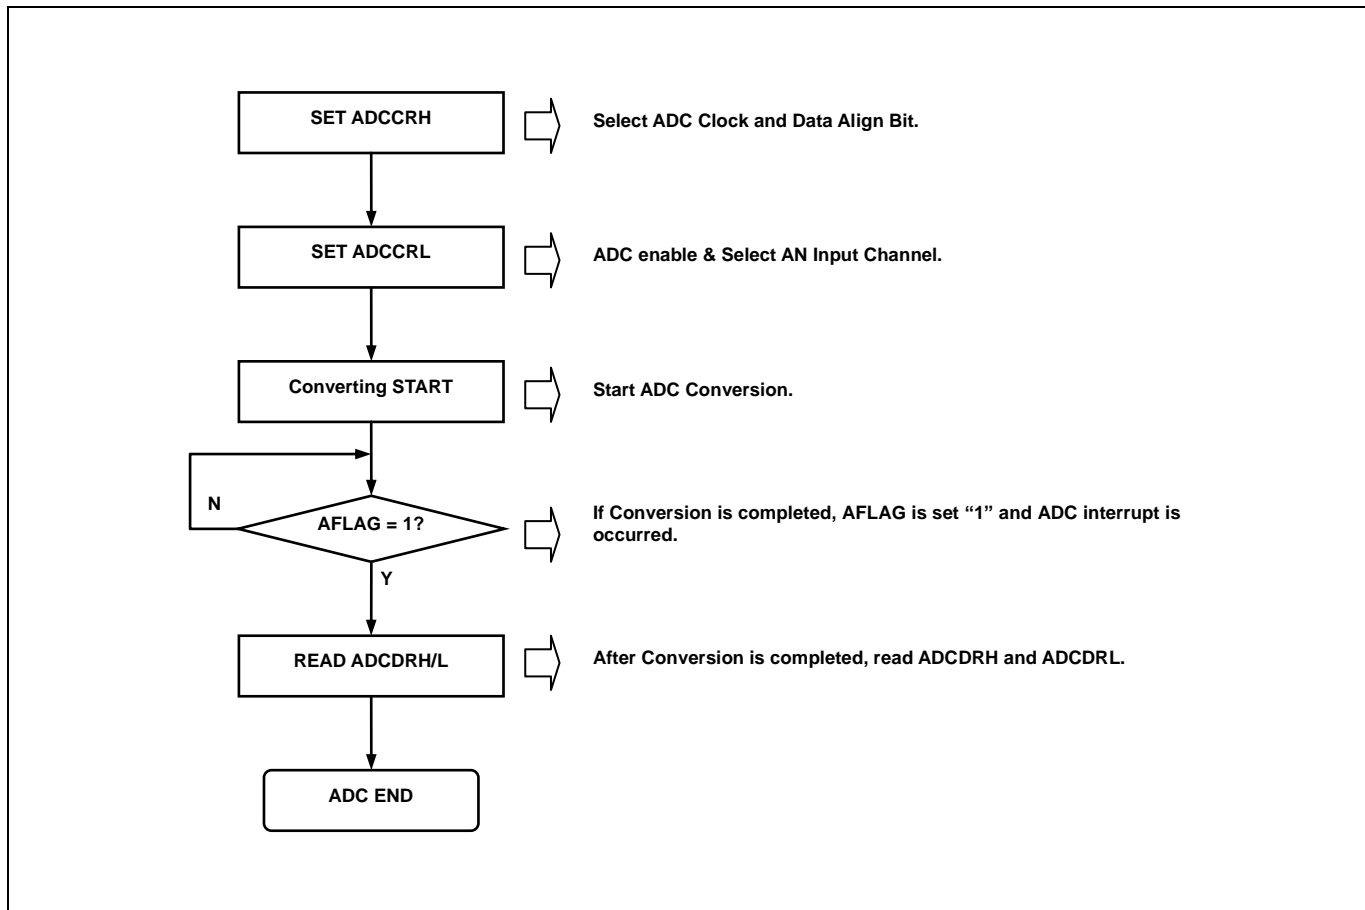 SET ADCCRH
Select ADC Clock and Data Align Bit.
SET ADCCRL
ADC enable & Select AN Input Channel.
Converting START
Start ADC Conversion.
N
AFLAG = 1?
If Conversion is completed, AFLAG is set “1” and ADC interrupt is
occurred.
Y
READ ADCDRH/L
After Conversion is completed, read ADCDRH and ADCDRL.
ADC END